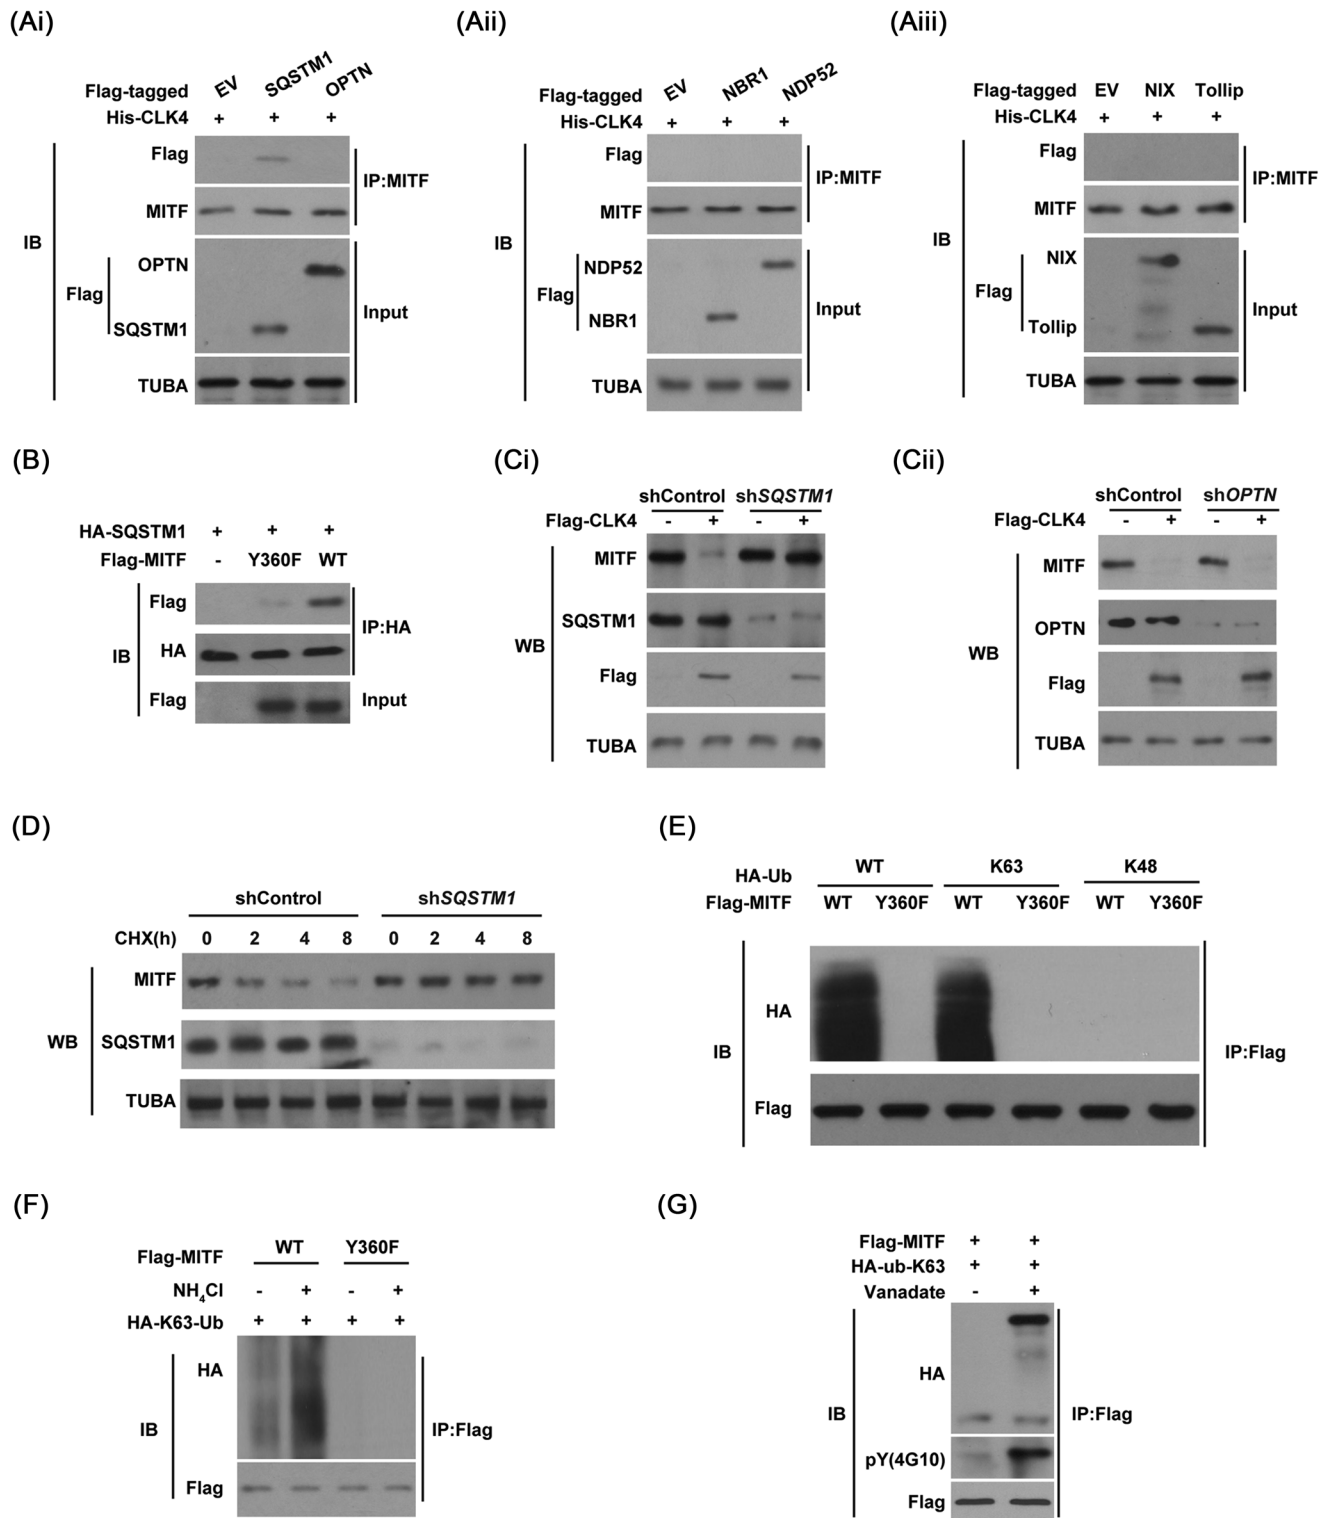 (Ai)
Flag-tagged EV SQSTM1 OPTN
His-CLK4 + + +
Flag
MITF
IP:MITF
IB
OPTN
Flag
SQSTM1
Input
TUBA
(Aii)
Flag-tagged EV NBR1 NDP52
His-CLK4 + + +
Flag
MITF
IP:MITF
IB
NDP52
Flag
NBR1
Input
TUBA
(Aiii)
Flag-tagged EV NIX Tollip
His-CLK4 + + +
Flag
MITF
IP:MITF
IB
NIX
Flag
Tollip
Input
TUBA
(B)
HA-SQSTM1 + + +
Flag-MITF - Y360F WT
Flag
HA
IP:HA
IB
Flag Input
(Ci)
shControl shSQSTM1
Flag-CLK4 - + - +
MITF
SQSTM1
WB
Flag
TUBA
(Cii)
shControl shOPTN
Flag-CLK4 - + - +
MITF
OPTN
WB
Flag
TUBA
(D)
shControl shSQSTM1
CHX(h) 0 2 4 8 0 2 4 8
MITF
WB SQSTM1
TUBA
(E)
HA-Ub WT K63 K48
Flag-MITF WT Y360F WT Y360F WT Y360F
HA
IB IP:Flag
Flag
(F)
Flag-MITF WT Y360F
NH4Cl - + - +
HA-K63-Ub + + + +
HA
IB IP:Flag
Flag
(G)
Flag-MITF + +
HA-ub-K63 + +
Vanadate - +
HA
IB IP:Flag
pY(4G10)
Flag